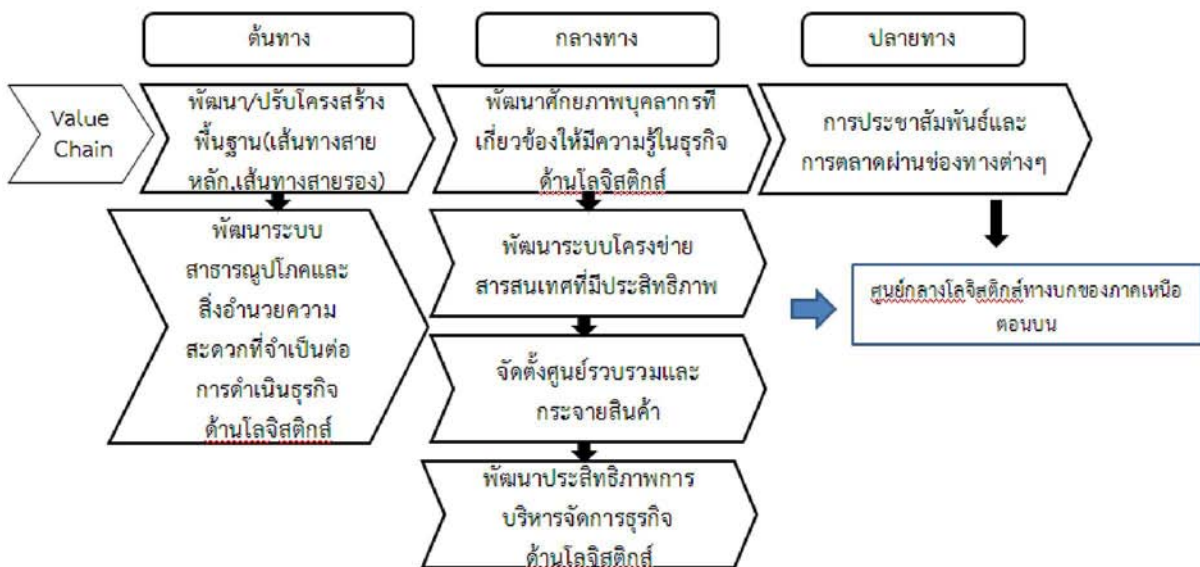 ต้นทาง
กลางทาง
ปลายทาง
Value
Chain
พัฒนา/ปรับโครงสร้าง
พื้นฐาน(เส้นทางสาย
หลัก,เส้นทางสายรอง)
พัฒนาระบบ
สาธารณูปโภคและ
สิ่งอำนวยความ
สะดวกที่จำเป็นต่อ
การดำเนินธุรกิจ
ด้านโลจิสติกส์
พัฒนาศักยภาพบุคลากรที่
เกี่ยวข้องให้มีความรู้ในธุรกิจ
ด้านโลจิสติกส์
พัฒนาระบบโครงข่าย
สารสนเทศที่มีประสิทธิภาพ
จัดตั้งศูนย์รวบรวมและ
กระจายสินค้า
พัฒนาประสิทธิภาพการ
บริหารจัดการธุรกิจ
ด้านโลจิสติกส์
การประชาสัมพันธ์และ
การตลาดผ่านช่องทางต่างๆ
ศูนย์กลางโลจิสติกส์ทางบกของภาคเหนือ
ตอนบน